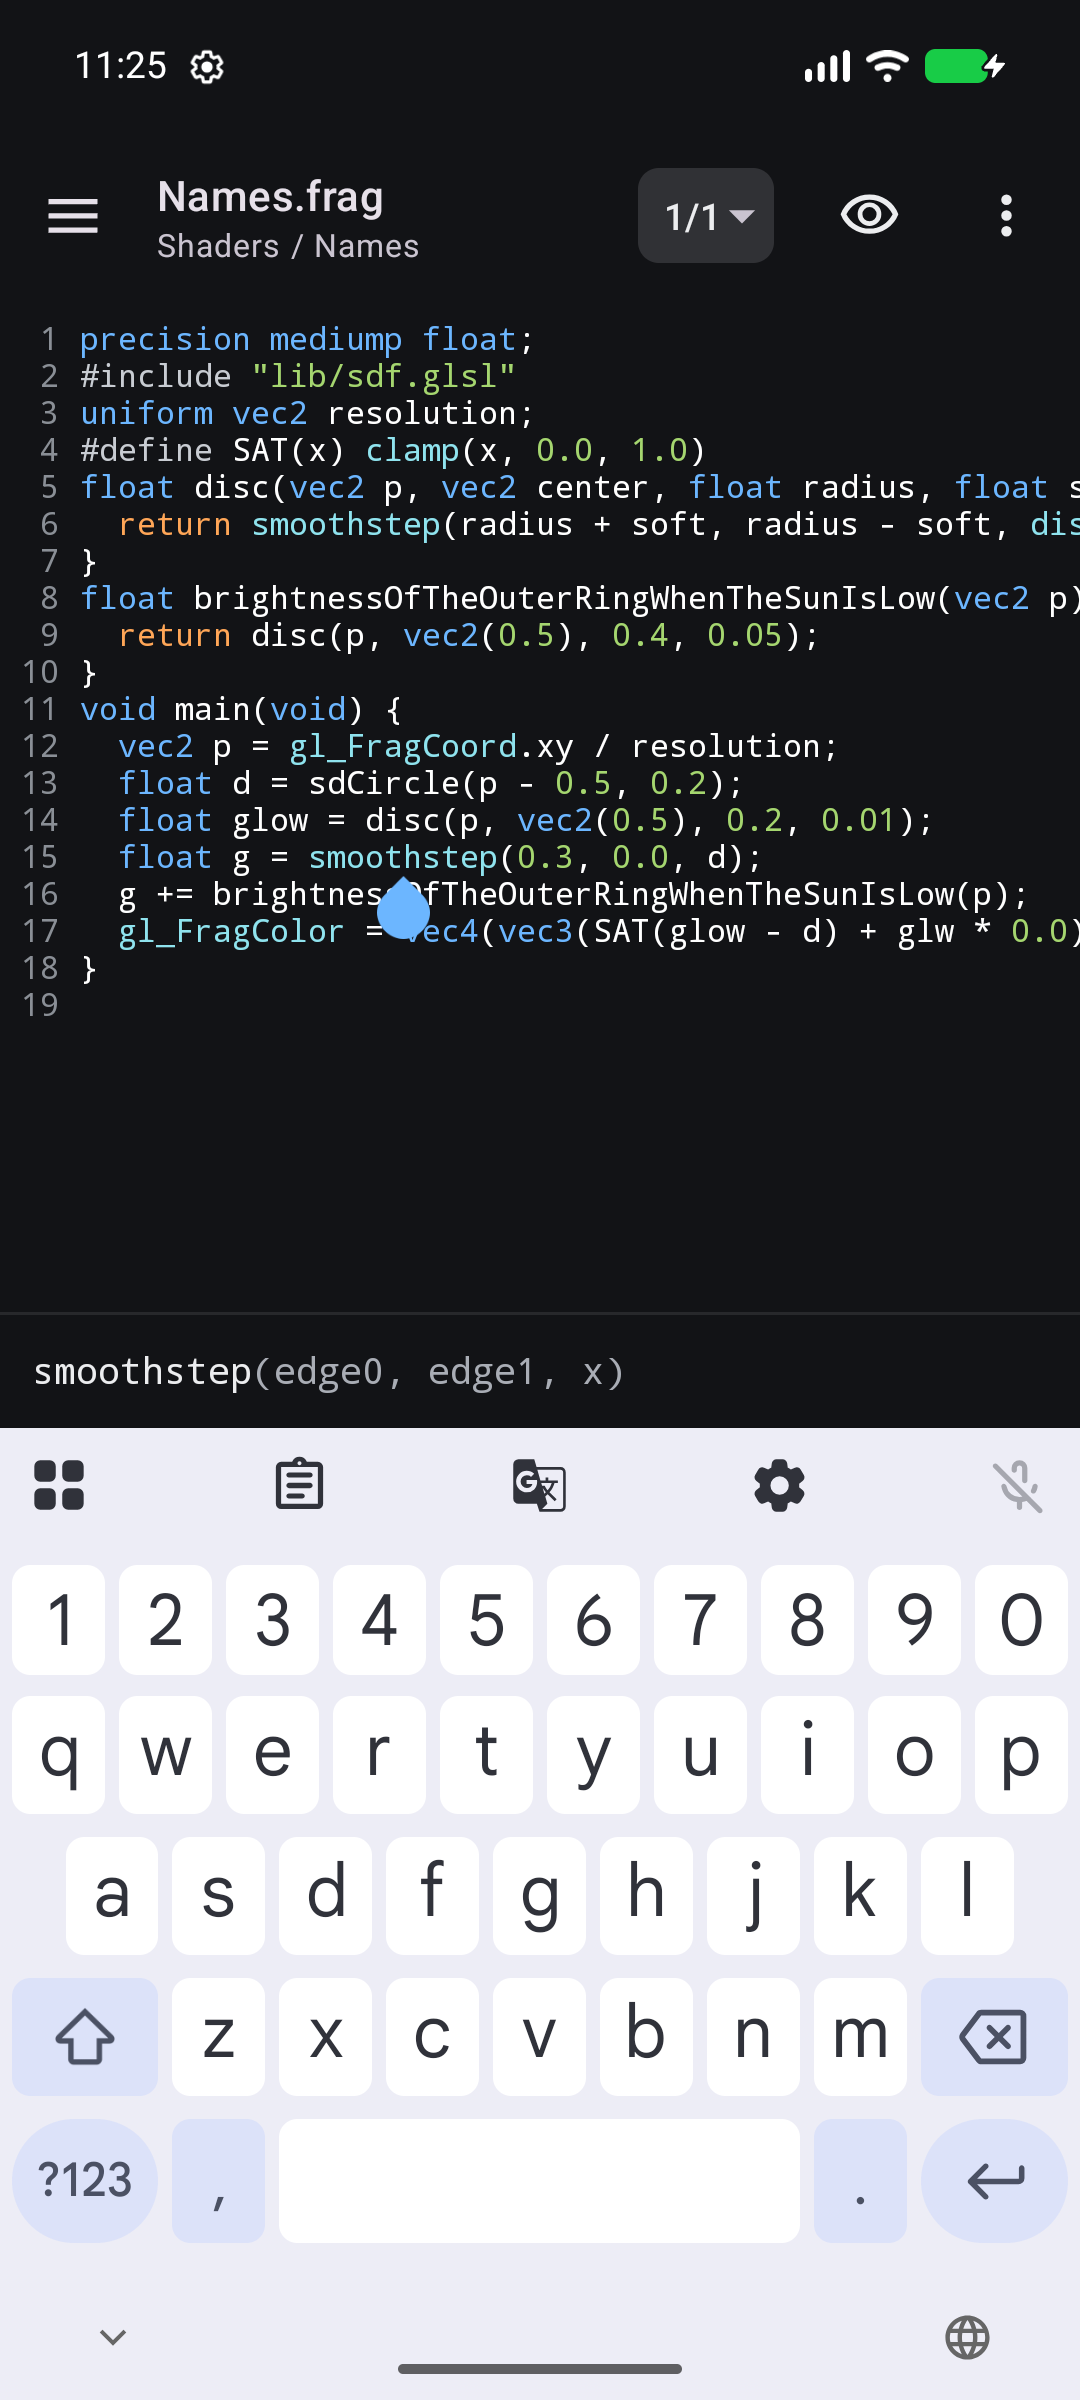 11:25
Names.frag
Shaders / Names
1/1
1 precision mediump float;
2 #include "lib/sdf.glsl"
3 uniform vec2 resolution;
4 #define SAT(x) clamp(x, 0.0, 1.0)
5 float disc(vec2 p, vec2 center, float radius, float s
6 return smoothstep(radius + soft, radius - soft, dis
7 }
8 float brightnessOfTheOuterRingWhenTheSunIsLow(vec2 p)
9 return disc(p, vec2(0.5), 0.4, 0.05);
10 }
11 void main(void) {
12 vec2 p = gl_FragCoord.xy / resolution;
13 float d = sdCircle(p - 0.5, 0.2);
14 float glow = disc(p, vec2(0.5), 0.2, 0.01);
15 float g = smoothstep(0.3, 0.0, d);
16 g += brightnessOfTheOuterRingWhenTheSunIsLow(p);
17 gl_FragColor = vec4(vec3(SAT(glow - d) + glw * 0.0)
18 }
19
smoothstep(edge0, edge1, x)
1 2 3 4 5 6 7 8 9 0
q w e r t y u i o p
a s d f g h j k l
z x c v b n m
?123 , .